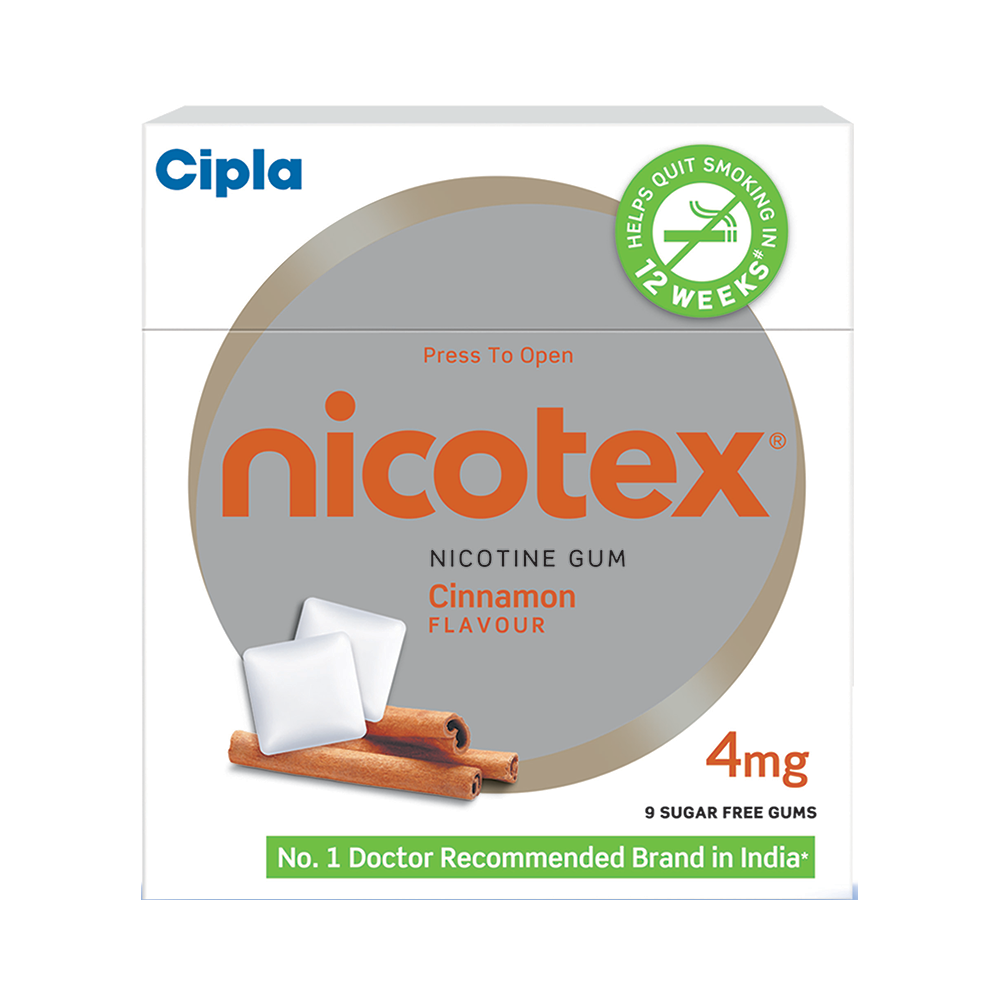 Cipla
HELPS QUIT SMOKING IN
12 WEEKS#
Press To Open
nicotex®
NICOTINE GUM
Cinnamon
FLAVOUR
4mg
9 SUGAR FREE GUMS
No. 1 Doctor Recommended Brand in India*